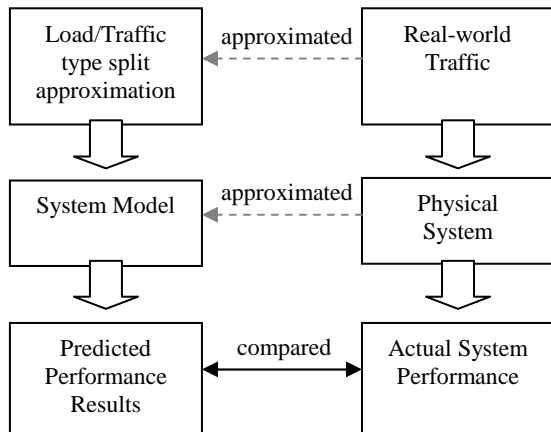 Load/Traffic
type split
approximation
approximated
Real-world
Traffic
System Model
approximated
Physical
System
Predicted
Performance
Results
compared
Actual System
Performance